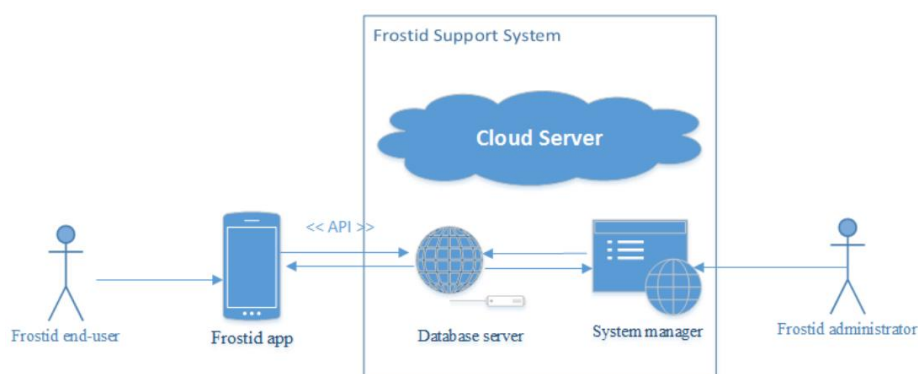 Frostid Support System
Cloud Server
<< API >>
Frostid end-user
Frostid app
Database server
System manager
Frostid administrator